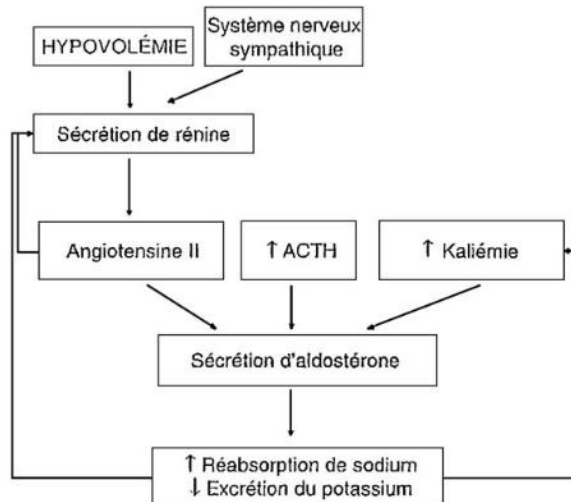 HYPOVOLÉMIE
Système nerveux
sympathique
Sécrétion de rénine
Angiotensine II
↑ ACTH
↑ Kaliémie
Sécrétion d'aldostérone
↑ Réabsorption de sodium
↓ Excrétion du potassium